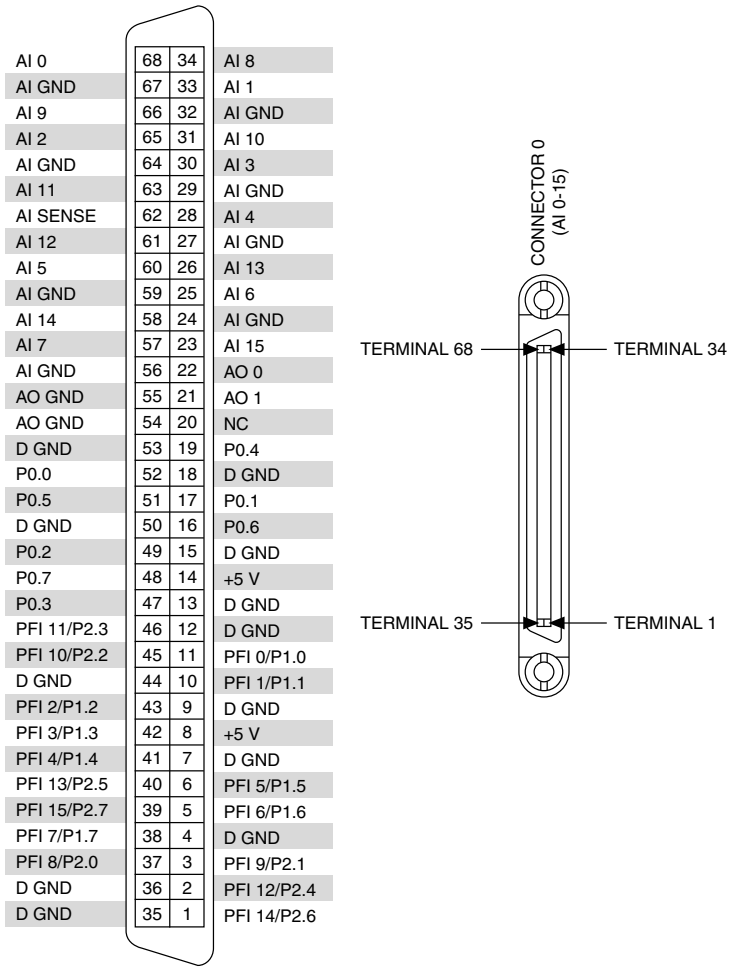 AI 0 68 34 AI 8
AI GND 67 33 AI 1
AI 9 66 32 AI GND
AI 2 65 31 AI 10
AI GND 64 30 AI 3
AI 11 63 29 AI GND
AI SENSE 62 28 AI 4
AI 12 61 27 AI GND
AI 5 60 26 AI 13
AI GND 59 25 AI 6
AI 14 58 24 AI GND
AI 7 57 23 AI 15
AI GND 56 22 AO 0
AO GND 55 21 AO 1
AO GND 54 20 NC
D GND 53 19 P0.4
P0.0 52 18 D GND
P0.5 51 17 P0.1
D GND 50 16 P0.6
P0.2 49 15 D GND
P0.7 48 14 +5 V
P0.3 47 13 D GND
PFI 11/P2.3 46 12 D GND
PFI 10/P2.2 45 11 PFI 0/P1.0
D GND 44 10 PFI 1/P1.1
PFI 2/P1.2 43 9 D GND
PFI 3/P1.3 42 8 +5 V
PFI 4/P1.4 41 7 D GND
PFI 13/P2.5 40 6 PFI 5/P1.5
PFI 15/P2.7 39 5 PFI 6/P1.6
PFI 7/P1.7 38 4 D GND
PFI 8/P2.0 37 3 PFI 9/P2.1
D GND 36 2 PFI 12/P2.4
D GND 35 1 PFI 14/P2.6
CONNECTOR 0
(AI 0-15)
TERMINAL 68 TERMINAL 34
TERMINAL 35 TERMINAL 1